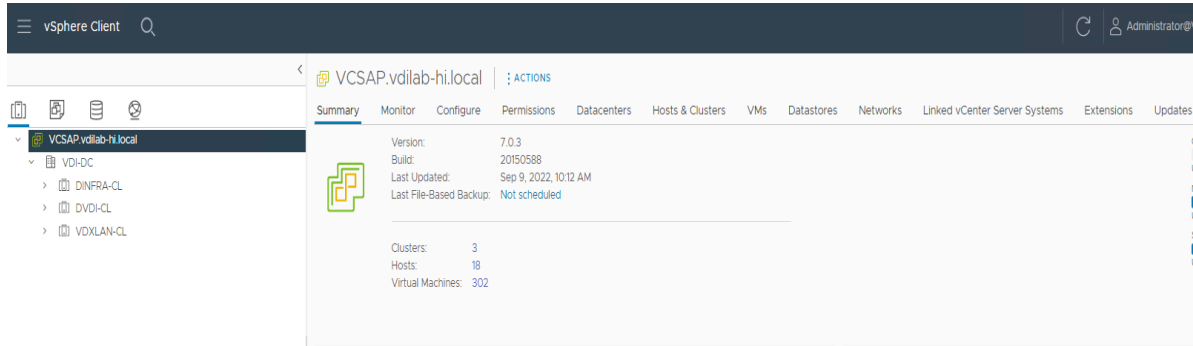 vSphere Client
Administrator@
VCSAP.vdilab-hi.local
ACTIONS
Summary Monitor Configure Permissions Datacenters Hosts & Clusters VMs Datastores Networks Linked vCenter Server Systems Extensions Updates
VCSAP.vdilab-hi.local
VDI-DC
DINFRA-CL
DVDI-CL
VDXLAN-CL
Version: 7.0.3
Build: 20150588
Last Updated: Sep 9, 2022, 10:12 AM
Last File-Based Backup: Not scheduled
Clusters: 3
Hosts: 18
Virtual Machines: 302